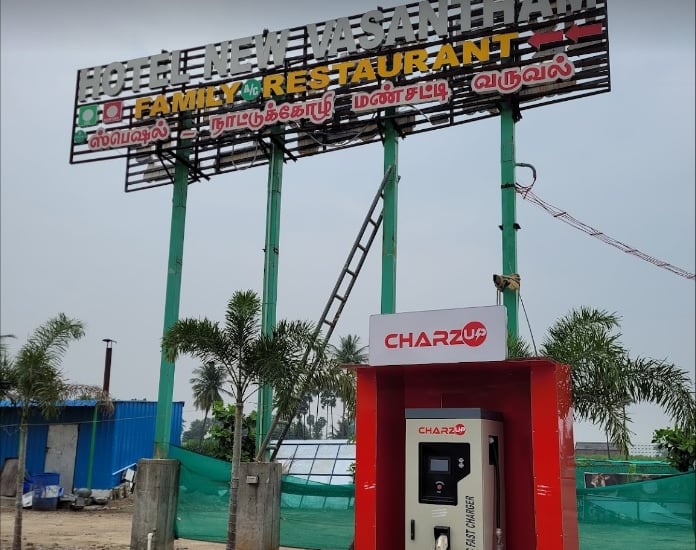 HOTEL NEW VASANTHAM
FAMILY A/C RESTAURANT
ஸ்பெஷல் - நாட்டுக்கோழி மண்சட்டி வருவல்
CHARZUP
CHARZUP
FAST CHARGER